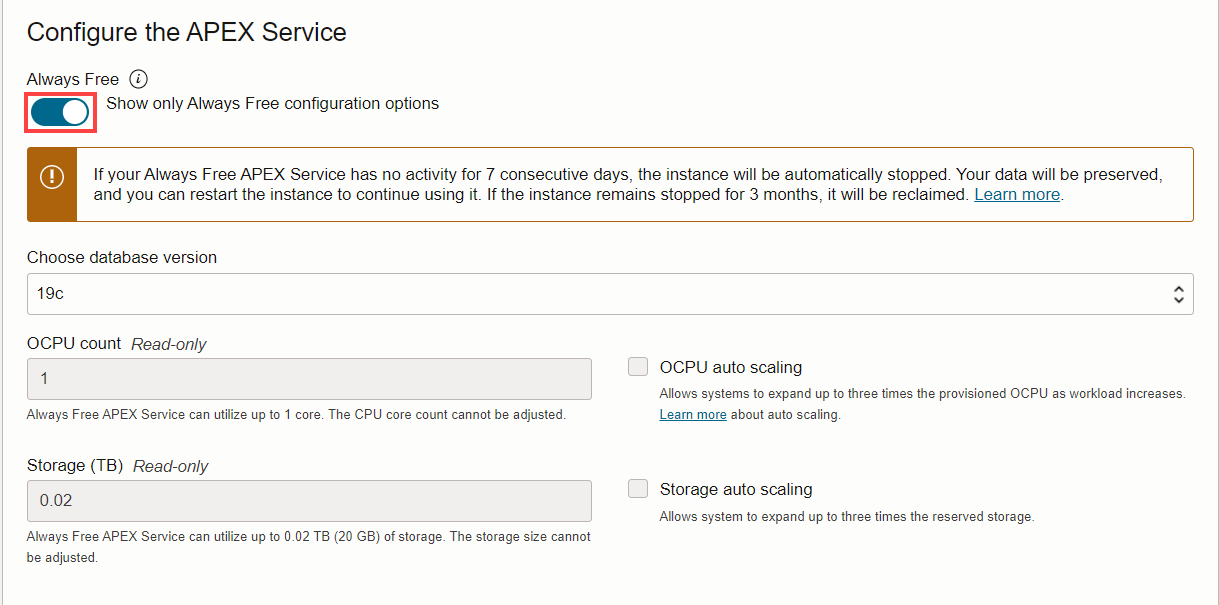 Configure the APEX Service
Always Free
Show only Always Free configuration options
If your Always Free APEX Service has no activity for 7 consecutive days, the instance will be automatically stopped. Your data will be preserved,
and you can restart the instance to continue using it. If the instance remains stopped for 3 months, it will be reclaimed. Learn more.
Choose database version
19c
OCPU count Read-only
1
Always Free APEX Service can utilize up to 1 core. The CPU core count cannot be adjusted.
OCPU auto scaling
Allows systems to expand up to three times the provisioned OCPU as workload increases.
Learn more about auto scaling.
Storage (TB) Read-only
0.02
Always Free APEX Service can utilize up to 0.02 TB (20 GB) of storage. The storage size cannot
be adjusted.
Storage auto scaling
Allows system to expand up to three times the reserved storage.